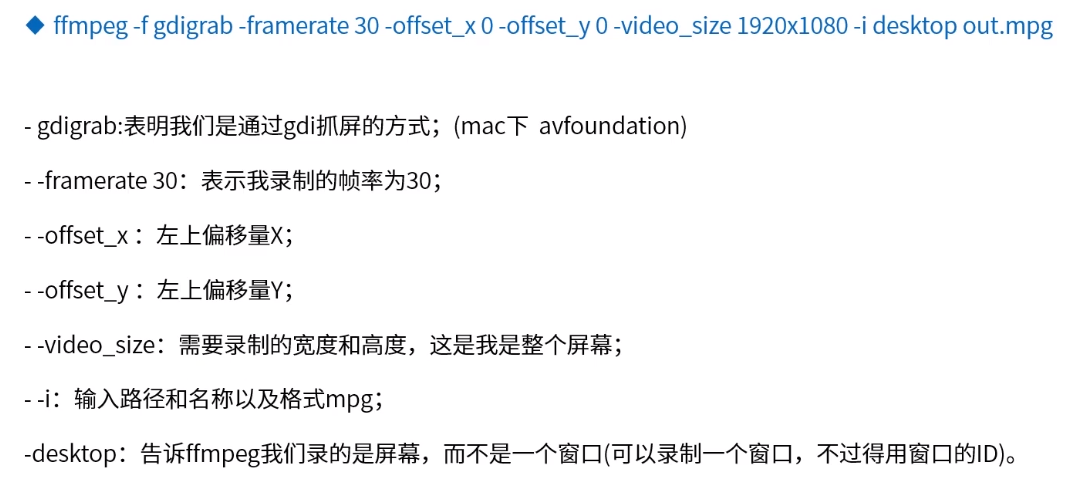 ◆ ffmpeg -f gdigrab -framerate 30 -offset_x 0 -offset_y 0 -video_size 1920x1080 -i desktop out.mpg
- gdigrab:表明我们是通过gdi抓屏的方式；(mac下 avfoundation)
- -framerate 30：表示我录制的帧率为30；
- -offset_x ：左上偏移量X；
- -offset_y ：左上偏移量Y；
- -video_size：需要录制的宽度和高度，这是我是整个屏幕；
- -i：输入路径和名称以及格式mpg；
-desktop：告诉ffmpeg我们录的是屏幕，而不是一个窗口(可以录制一个窗口，不过得用窗口的ID)。